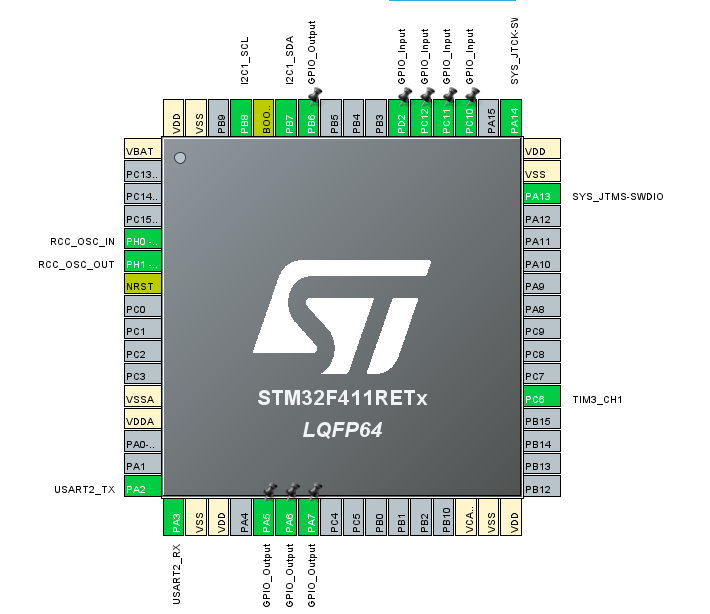 I2C1_SCL
I2C1_SDA
GPIO_Output
GPIO_Input
GPIO_Input
GPIO_Input
GPIO_Input
SYS_JTCK-SW
VDD
VSS
PB9
PB8
BOO..
PB7
PB6
PB5
PB4
PB3
PD2
PC12
PC11
PC10
PA15
PA14
VBAT
PC13..
PC14..
PC15..
RCC_OSC_IN PH0 -..
RCC_OSC_OUT PH1 -..
NRST
PC0
PC1
PC2
PC3
VSSA
VDDA
PA0-..
PA1
USART2_TX PA2
VDD
VSS
PA13 SYS_JTMS-SWDIO
PA12
PA11
PA10
PA9
PA8
PC9
PC8
PC7
PC6 TIM3_CH1
PB15
PB14
PB13
PB12
ST
STM32F411RETx
LQFP64
PA3
VSS
VDD
PA4
PA5
PA6
PA7
PC4
PC5
PB0
PB1
PB2
PB10
VCA..
VSS
VDD
USART2_RX
GPIO_Output
GPIO_Output
GPIO_Output